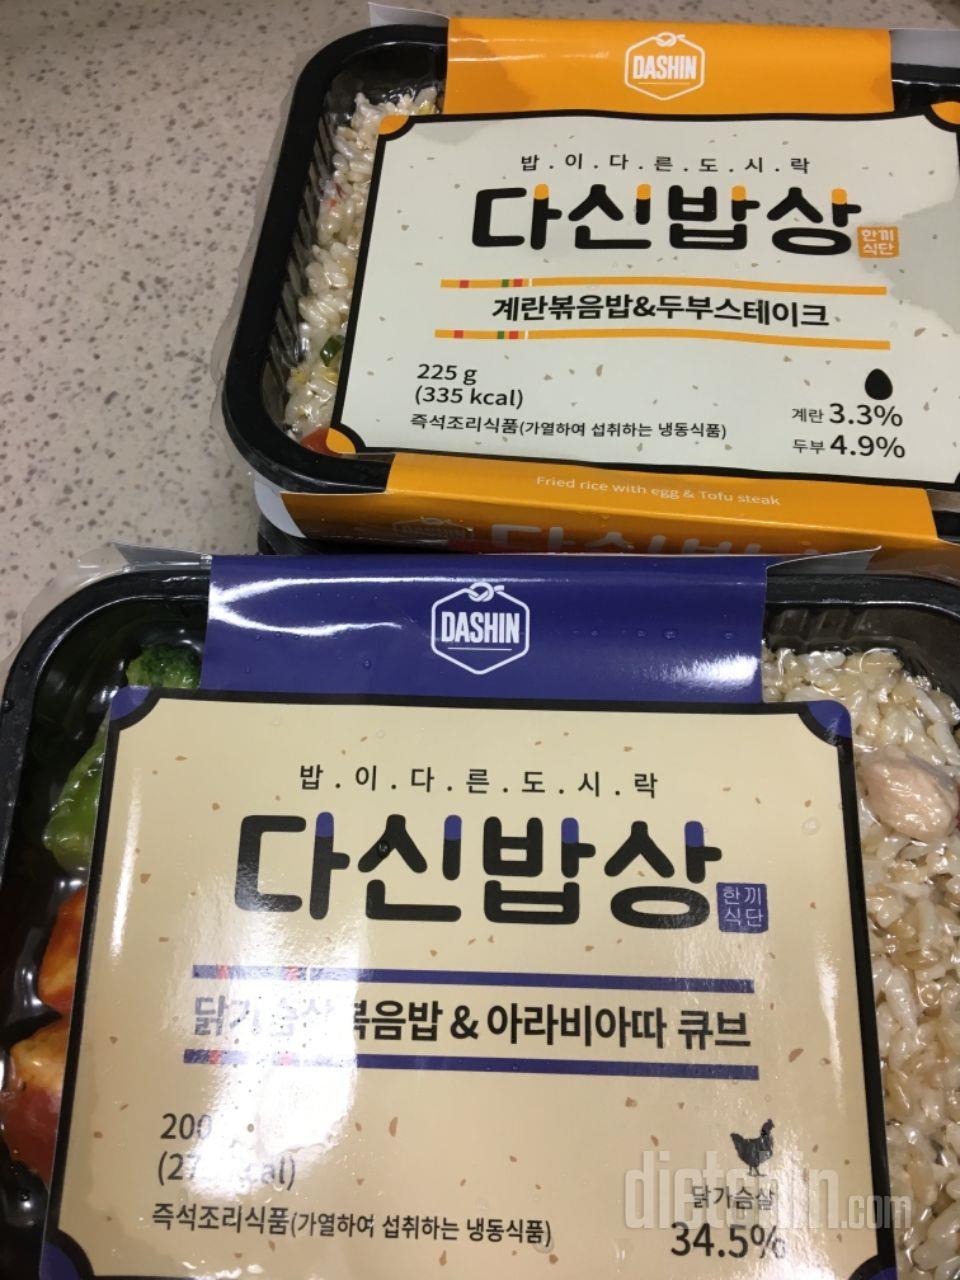 DASHIN
밥.이.다.른.도.시.락
다신밥상
한끼
식단
계란볶음밥&두부스테이크
225 g
(335 kcal)
즉석조리식품(가열하여 섭취하는 냉동식품)
계란 3.3%
두부 4.9%
Fried rice with egg & Tofu steak
DASHIN
밥.이.다.른.도.시.락
다신밥상
한끼
식단
닭가슴살 볶음밥 & 아라비아따 큐브
200
즉석조리식품(가열하여 섭취하는 냉동식품)
닭가슴살
34.5%
dietshin.com